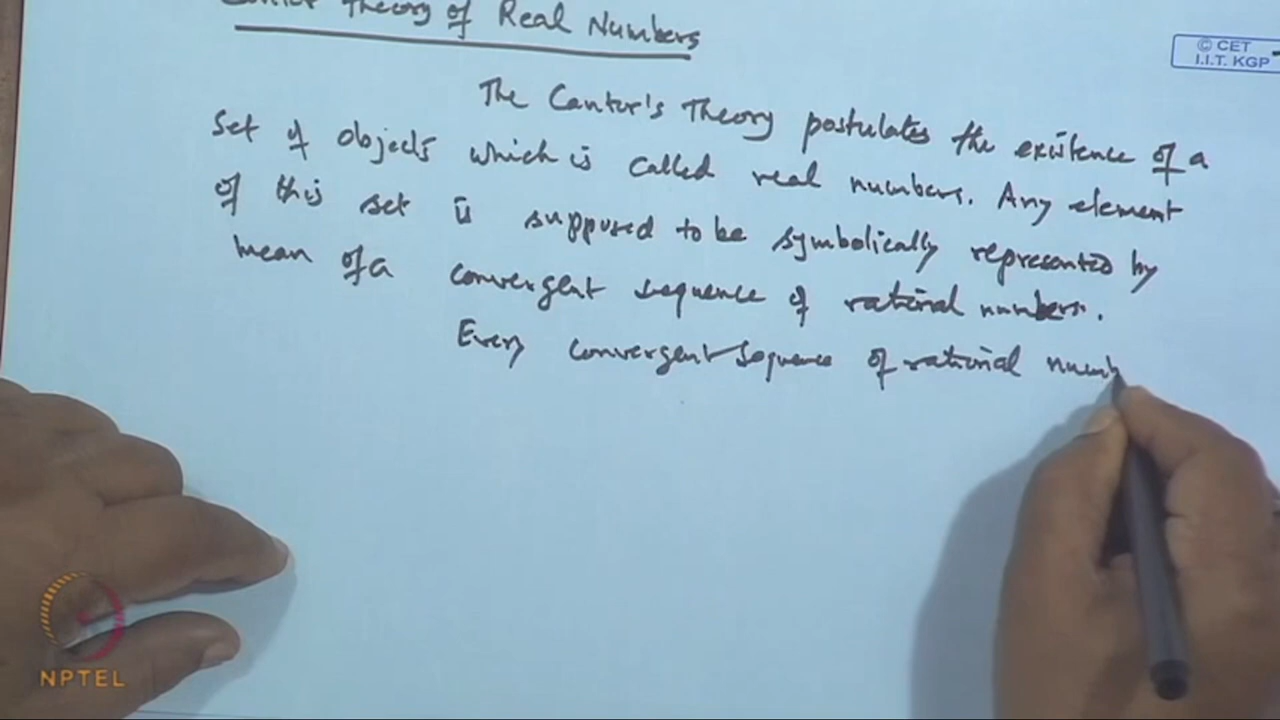 Theory of Real Numbers
© CET
I.I.T. KGP
The Cantor's Theory postulates the existence of a
set of objects which is called real numbers. Any element
of this set is supposed to be symbolically represented by
mean of a convergent sequence of rational numbers.
Every convergent sequence of rational numb
NPTEL